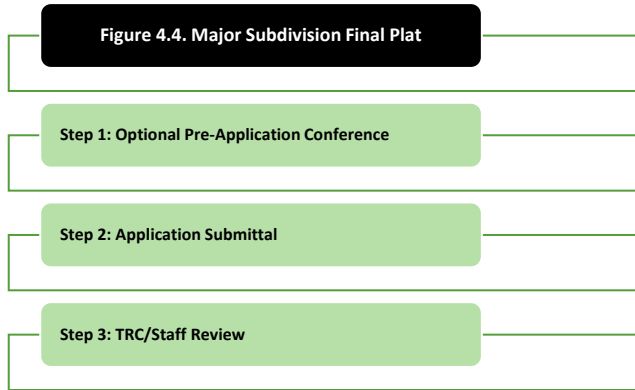 Figure 4.4. Major Subdivision Final Plat
Step 1: Optional Pre-Application Conference
Step 2: Application Submittal
Step 3: TRC/Staff Review